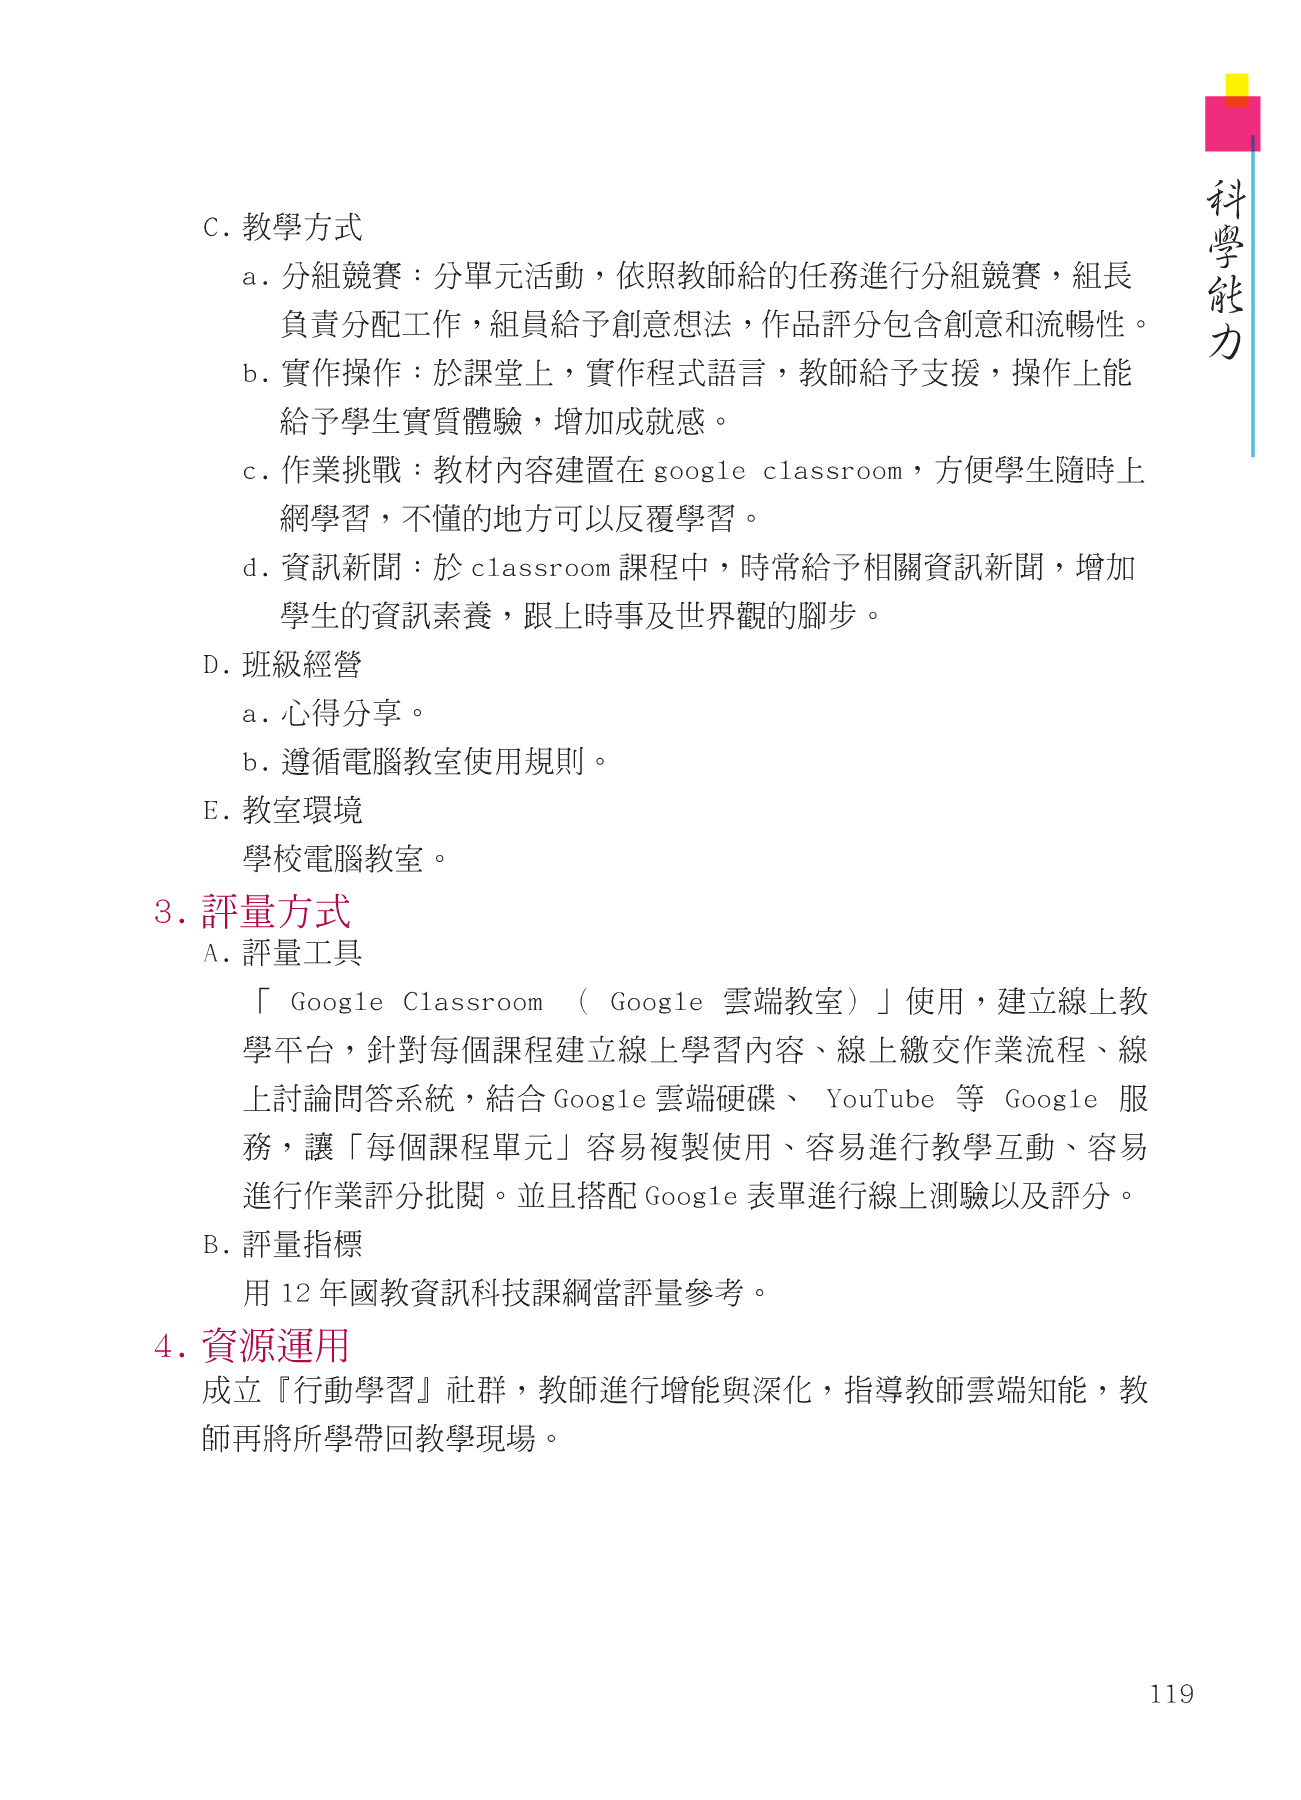 科學能力
C. 教學方式
a. 分組競賽：分單元活動，依照教師給的任務進行分組競賽，組長
負責分配工作，組員給予創意想法，作品評分包含創意和流暢性。
b. 實作操作：於課堂上，實作程式語言，教師給予支援，操作上能
給予學生實質體驗，增加成就感。
c. 作業挑戰：教材內容建置在 google classroom，方便學生隨時上
網學習，不懂的地方可以反覆學習。
d. 資訊新聞：於 classroom 課程中，時常給予相關資訊新聞，增加
學生的資訊素養，跟上時事及世界觀的腳步。
D. 班級經營
a. 心得分享。
b. 遵循電腦教室使用規則。
E. 教室環境
學校電腦教室。
3. 評量方式
A. 評量工具
「 Google Classroom （ Google 雲端教室）」使用，建立線上教
學平台，針對每個課程建立線上學習內容、線上繳交作業流程、線
上討論問答系統，結合 Google 雲端硬碟、 YouTube 等 Google 服
務，讓「每個課程單元」容易複製使用、容易進行教學互動、容易
進行作業評分批閱。並且搭配 Google 表單進行線上測驗以及評分。
B. 評量指標
用 12 年國教資訊科技課綱當評量參考。
4. 資源運用
成立『行動學習』社群，教師進行增能與深化，指導教師雲端知能，教
師再將所學帶回教學現場。
119